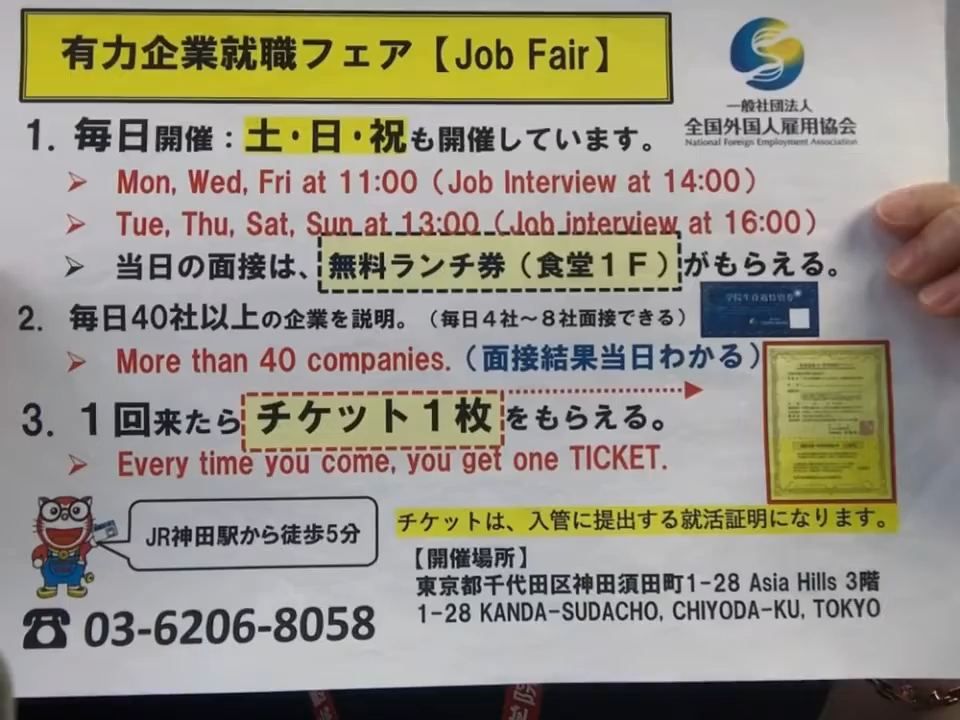 有力企業就職フェア【Job Fair】
一般社団法人
全国外国人雇用協会
National Foreign Employment Association
1. 毎日開催：土・日・祝も開催しています。
➢ Mon, Wed, Fri at 11:00（Job Interview at 14:00）
➢ Tue, Thu, Sat, Sun at 13:00（Job interview at 16:00）
➢ 当日の面接は、無料ランチ券（食堂１Ｆ）がもらえる。
2. 毎日40社以上の企業を説明。（毎日４社～８社面接できる）
➢ More than 40 companies.（面接結果当日わかる）
3. １回来たらチケット１枚をもらえる。
➢ Every time you come, you get one TICKET.
チケットは、入管に提出する就活証明になります。
JR神田駅から徒歩5分
【開催場所】
東京都千代田区神田須田町1-28 Asia Hills 3階
1-28 KANDA-SUDACHO, CHIYODA-KU, TOKYO
☎ 03-6206-8058